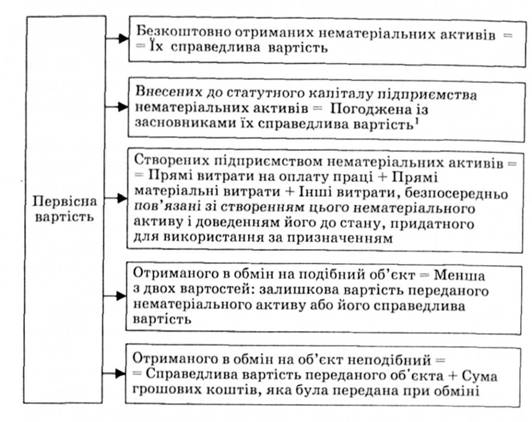 Первісна
вартість
Безкоштовно отриманих нематеріальних активів =
= Їх справедлива вартість
Внесених до статутного капіталу підприємства
нематеріальних активів = Погоджена із
засновниками їх справедлива вартість¹
Створених підприємством нематеріальних активів =
= Прямі витрати на оплату праці + Прямі
матеріальні витрати + Інші витрати, безпосередньо
пов'язані зі створенням цього нематеріального
активу і доведенням його до стану, придатного
для використання за призначенням
Отриманого в обмін на подібний об'єкт = Менша
з двох вартостей: залишкова вартість переданого
нематеріального активу або його справедлива
вартість
Отриманого в обмін на об'єкт неподібний =
= Справедлива вартість переданого об'єкта + Сума
грошових коштів, яка була передана при обміні